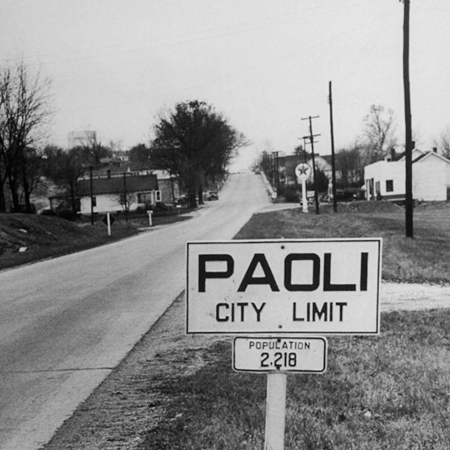 PAOLI
CITY LIMIT
POPULATION
2,218